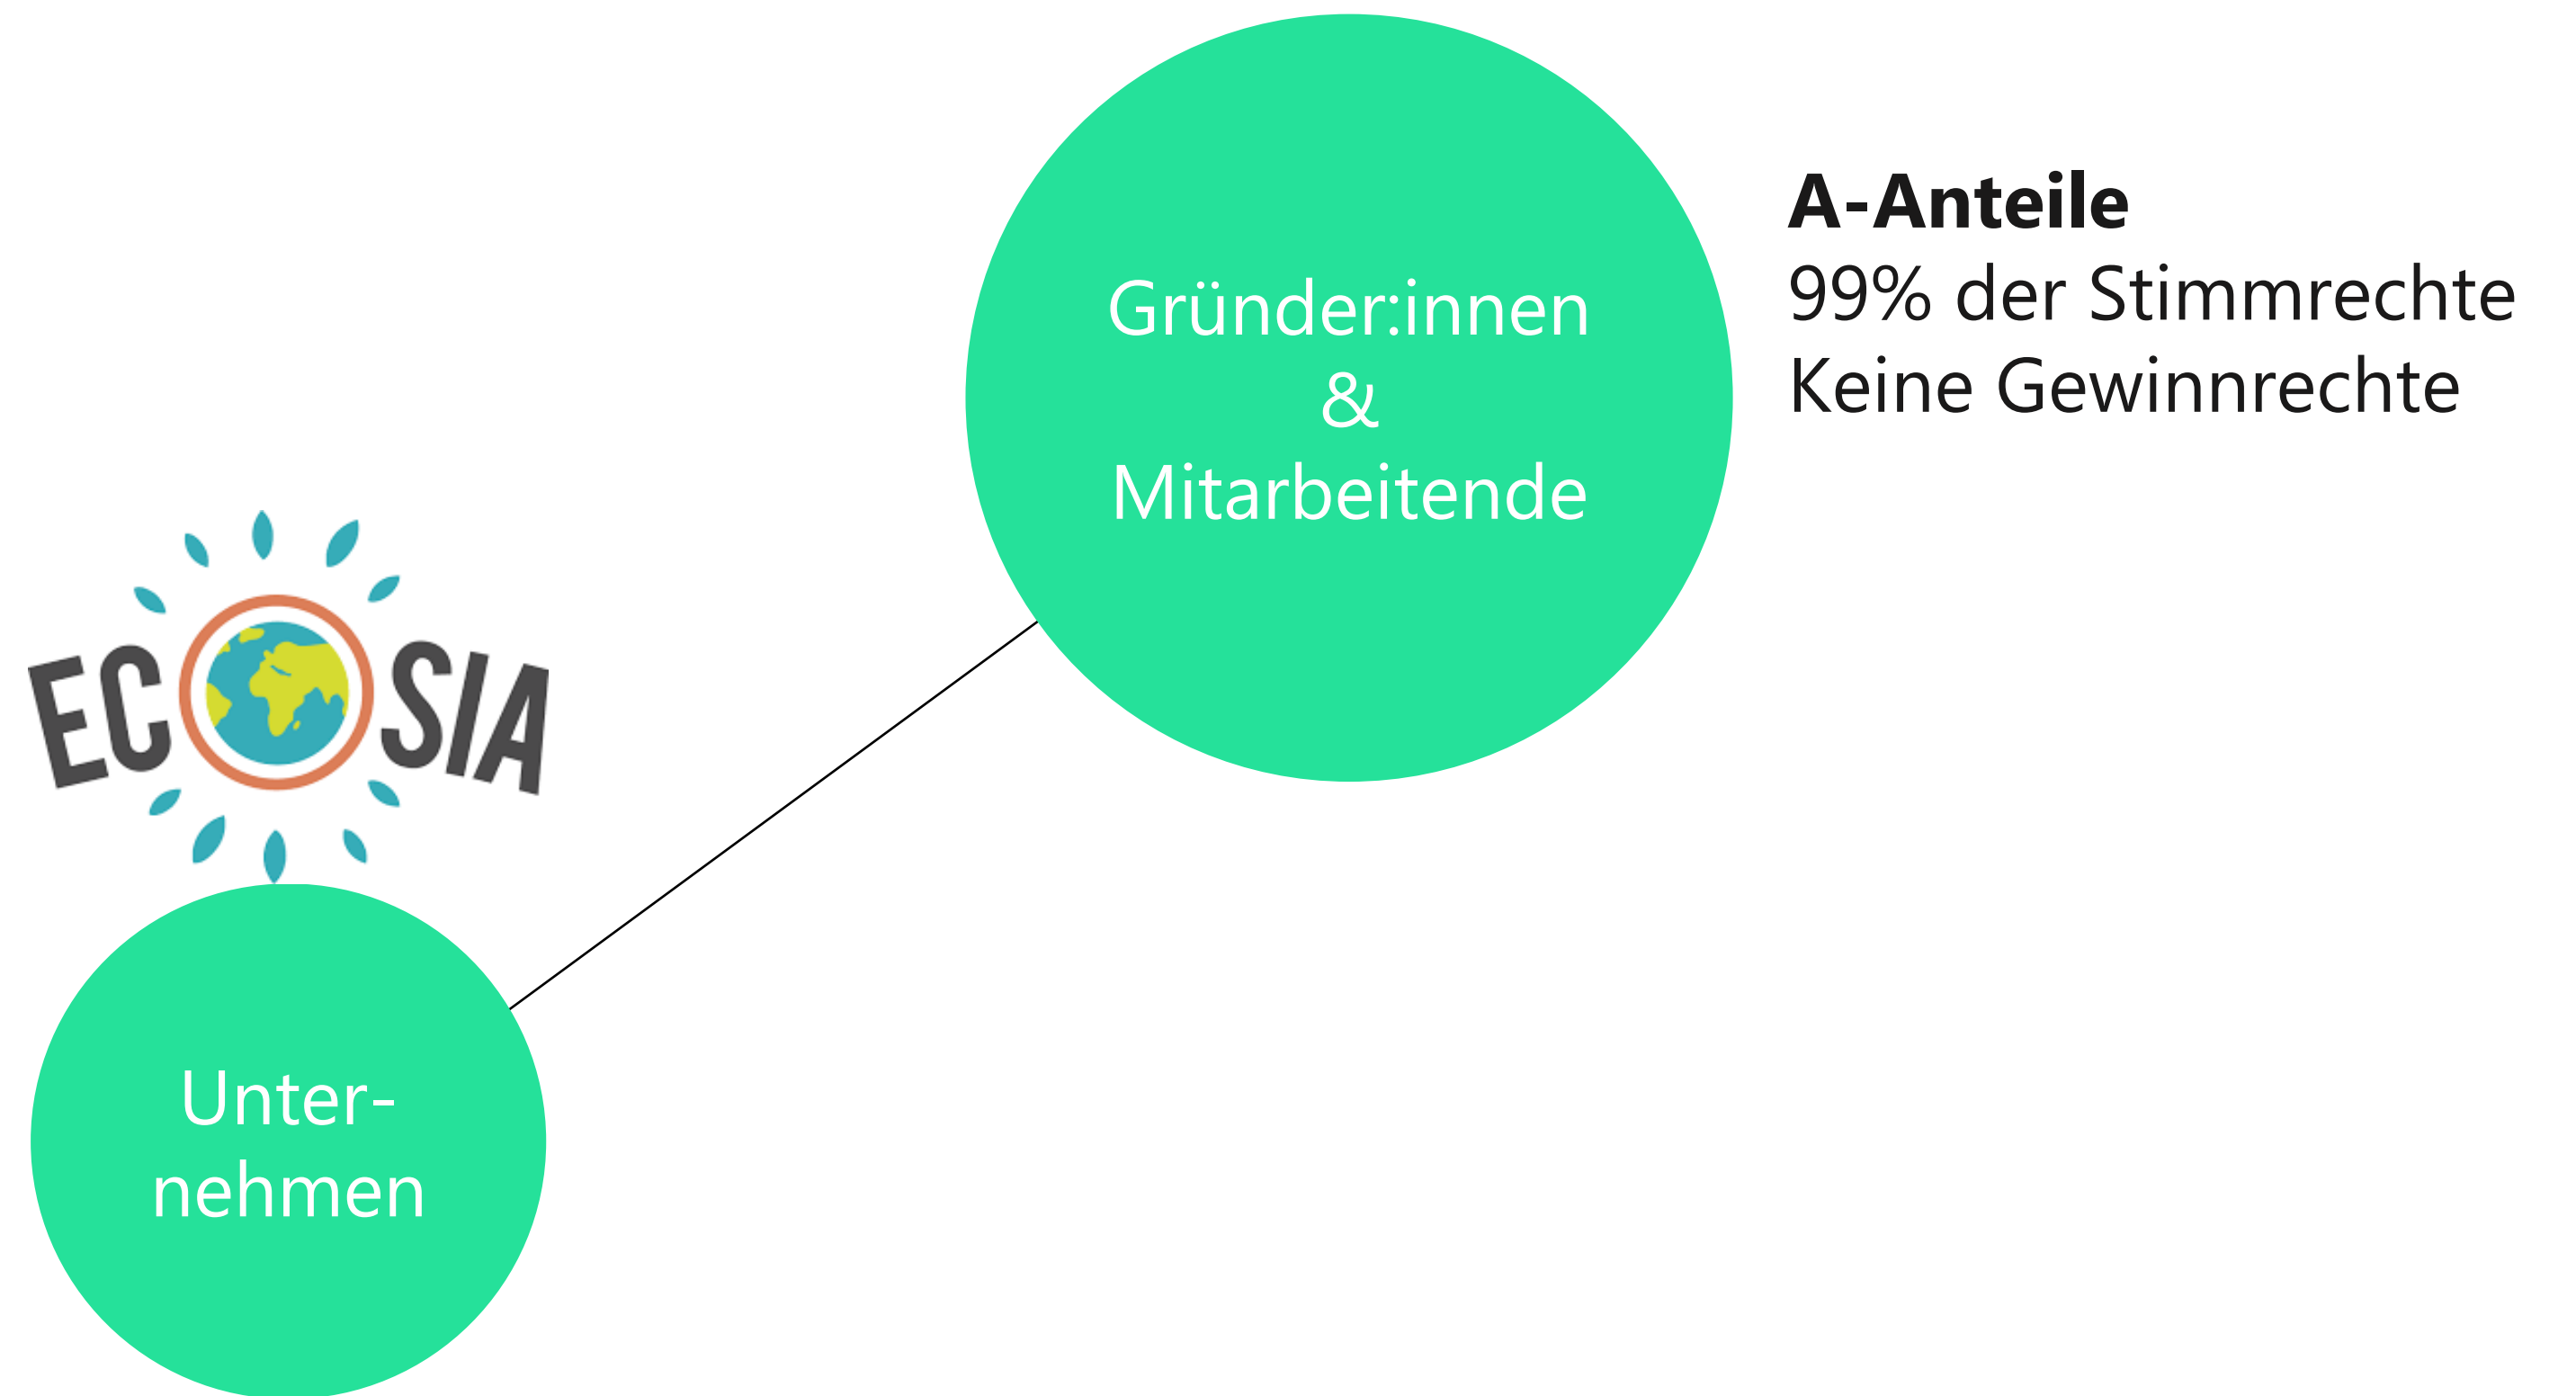 Gründer:innen
&
Mitarbeitende
A-Anteile
99% der Stimmrechte
Keine Gewinnrechte
ECOSIA
Unter-
nehmen